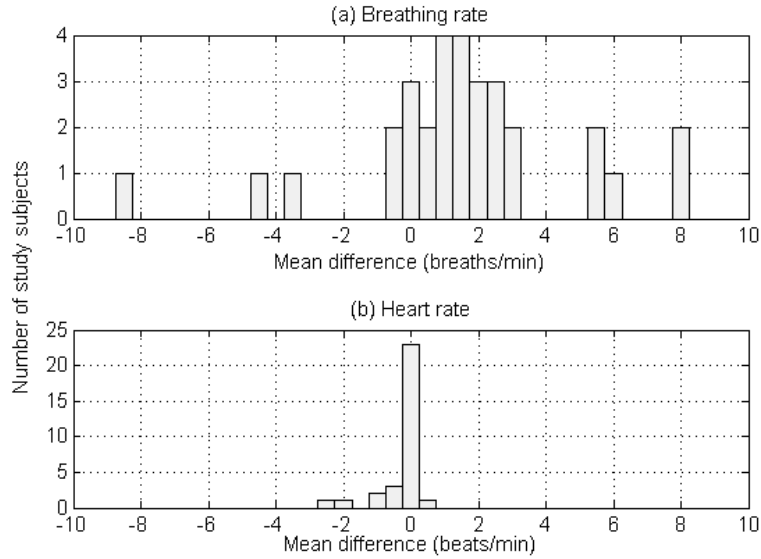 (a) Breathing rate
4
3
2
1
0
-10 -8 -6 -4 -2 0 2 4 6 8 10
Mean difference (breaths/min)
Number of study subjects
(b) Heart rate
25
20
15
10
5
0
-10 -8 -6 -4 -2 0 2 4 6 8 10
Mean difference (beats/min)